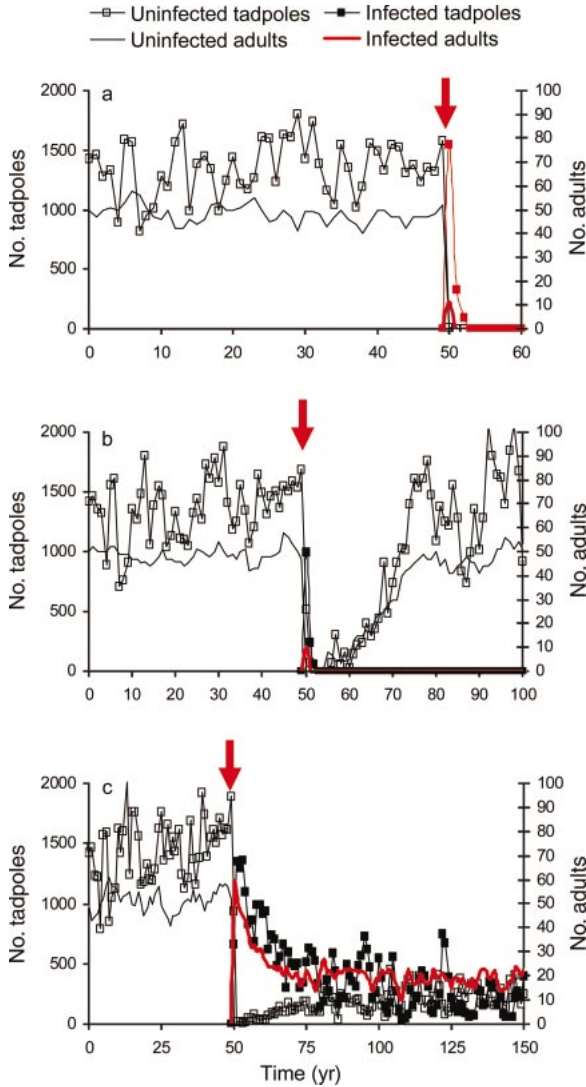 Uninfected tadpoles Infected tadpoles
Uninfected adults Infected adults
a
2000 1500 1000 500 0
No. tadpoles
100 90 80 70 60 50 40 30 20 10 0
No. adults
0 10 20 30 40 50 60
b
2000 1500 1000 500 0
No. tadpoles
100 90 80 70 60 50 40 30 20 10 0
No. adults
0 10 20 30 40 50 60 70 80 90 100
c
2000 1500 1000 500 0
No. tadpoles
100 90 80 70 60 50 40 30 20 10 0
No. adults
0 25 50 75 100 125 150
Time (yr)